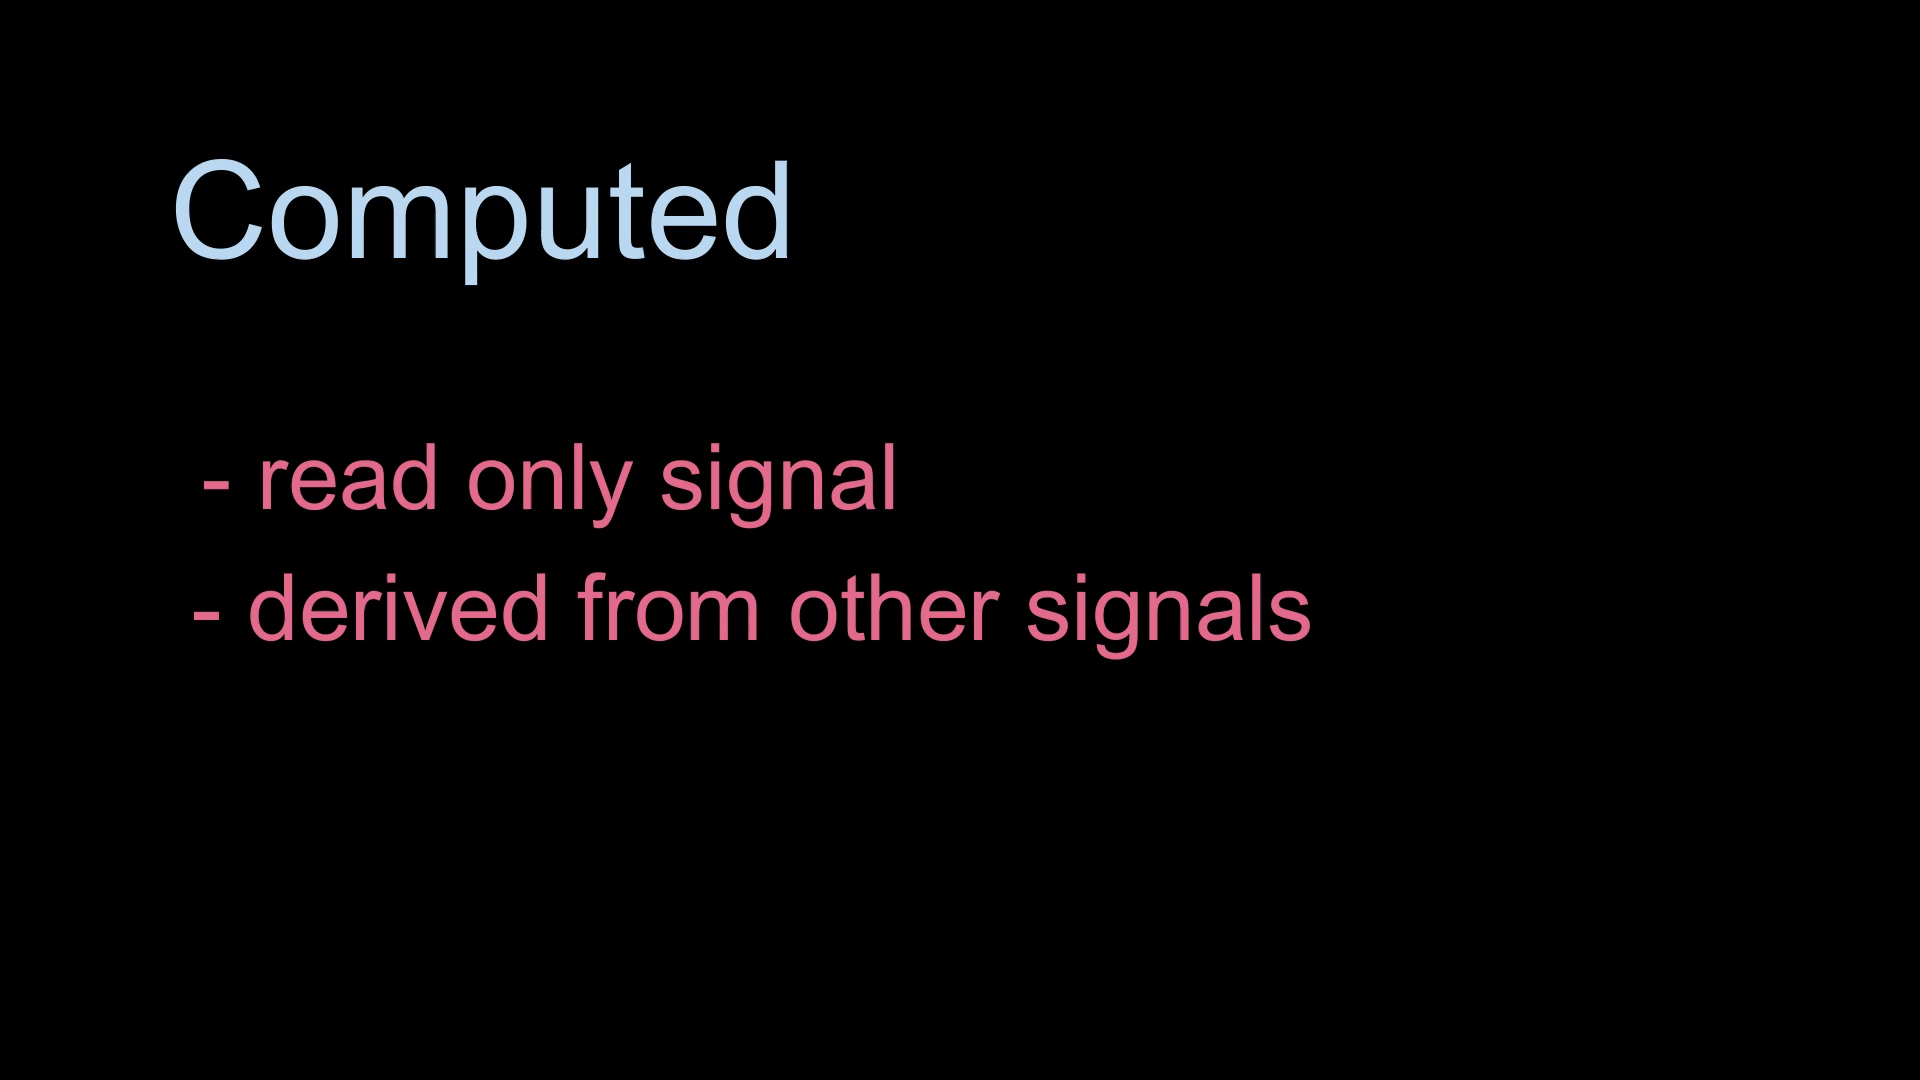 Computed
- read only signal
- derived from other signals